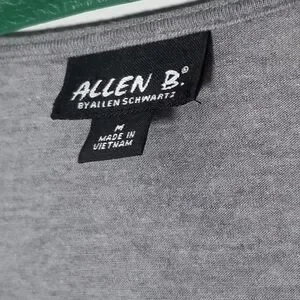 ALLEN B.®
BY ALLEN SCHWARTZ
M
MADE IN
VIETNAM